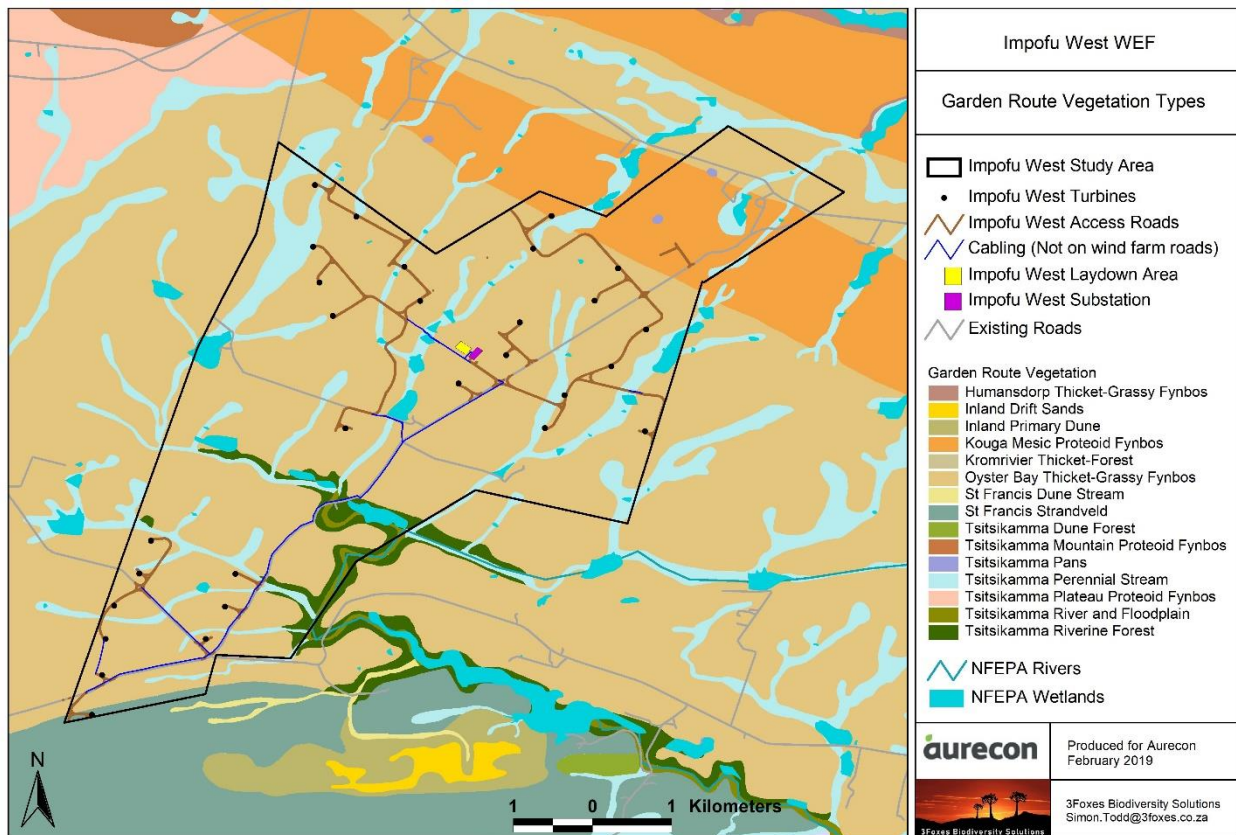 Impofu West WEF
Garden Route Vegetation Types
Impofu West Study Area
Impofu West Turbines
Impofu West Access Roads
Cabling (Not on wind farm roads)
Impofu West Laydown Area
Impofu West Substation
Existing Roads
Garden Route Vegetation
Humansdorp Thicket-Grassy Fynbos
Inland Drift Sands
Inland Primary Dune
Kouga Mesic Proteoid Fynbos
Kromrivier Thicket-Forest
Oyster Bay Thicket-Grassy Fynbos
St Francis Dune Stream
St Francis Strandveld
Tsitsikamma Dune Forest
Tsitsikamma Mountain Proteoid Fynbos
Tsitsikamma Pans
Tsitsikamma Perennial Stream
Tsitsikamma Plateau Proteoid Fynbos
Tsitsikamma River and Floodplain
Tsitsikamma Riverine Forest
NFEPA Rivers
NFEPA Wetlands
N
1 0 1 Kilometers
aurecon
Produced for Aurecon
February 2019
3Foxes Biodiversity Solutions
3Foxes Biodiversity Solutions
Simon.Todd@3foxes.co.za